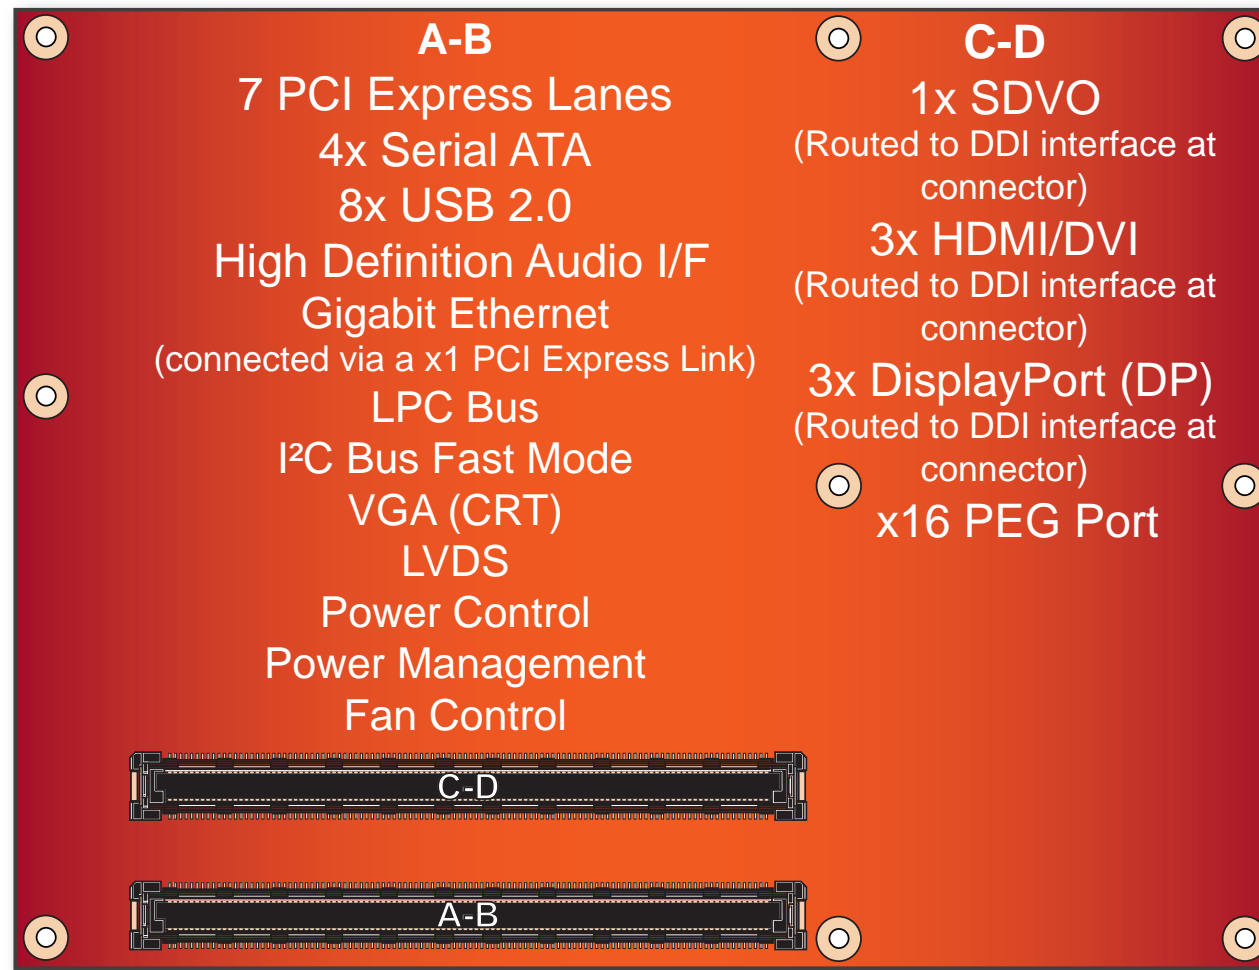 A-B
7 PCI Express Lanes
4x Serial ATA
8x USB 2.0
High Definition Audio I/F
Gigabit Ethernet
(connected via a x1 PCI Express Link)
LPC Bus
I²C Bus Fast Mode
VGA (CRT)
LVDS
Power Control
Power Management
Fan Control
C-D
1x SDVO
(Routed to DDI interface at
connector)
3x HDMI/DVI
(Routed to DDI interface at
connector)
3x DisplayPort (DP)
(Routed to DDI interface at
connector)
x16 PEG Port
C-D
A-B